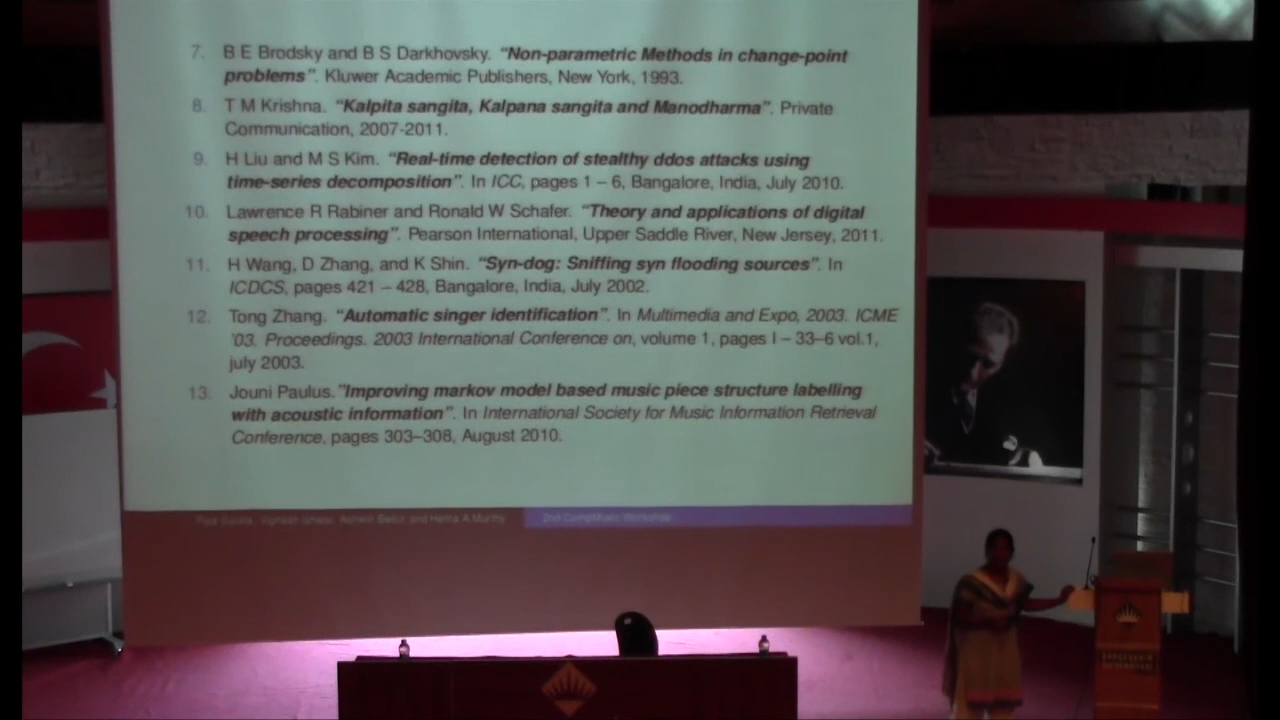 7. B E Brodsky and B S Darkhovsky. “Non-parametric Methods in change-point
problems”. Kluwer Academic Publishers, New York, 1993.
8. T M Krishna. “Kalpita sangita, Kalpana sangita and Manodharma”. Private
Communication, 2007-2011.
9. H Liu and M S Kim. “Real-time detection of stealthy ddos attacks using
time-series decomposition”. In ICC, pages 1 – 6, Bangalore, India, July 2010.
10. Lawrence R Rabiner and Ronald W Schafer. “Theory and applications of digital
speech processing”. Pearson International, Upper Saddle River, New Jersey, 2011.
11. H Wang, D Zhang, and K Shin. “Syn-dog: Sniffing syn flooding sources”. In
ICDCS, pages 421 – 428, Bangalore, India, July 2002.
12. Tong Zhang. “Automatic singer identification”. In Multimedia and Expo, 2003. ICME
’03. Proceedings. 2003 International Conference on, volume 1, pages I – 33–6 vol.1,
july 2003.
13. Jouni Paulus. ”Improving markov model based music piece structure labelling
with acoustic information”. In International Society for Music Information Retrieval
Conference, pages 303–308, August 2010.
and Hema A Murthy
2nd CompMusic Workshop